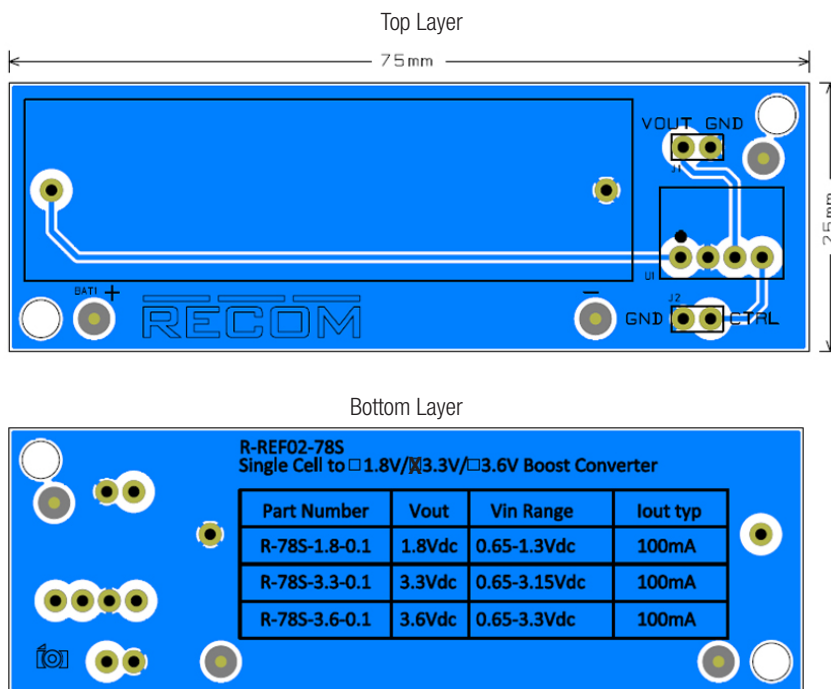 Top Layer
75mm
VOUT GND
J1
25mm
U1
BAT1 + −
J2
RECOM
GND CTRL
Bottom Layer
R-REF02-78S
Single Cell to □1.8V/☒3.3V/□3.6V Boost Converter
Part Number Vout Vin Range Iout typ
R-78S-1.8-0.1 1.8Vdc 0.65-1.3Vdc 100mA
R-78S-3.3-0.1 3.3Vdc 0.65-3.15Vdc 100mA
R-78S-3.6-0.1 3.6Vdc 0.65-3.3Vdc 100mA